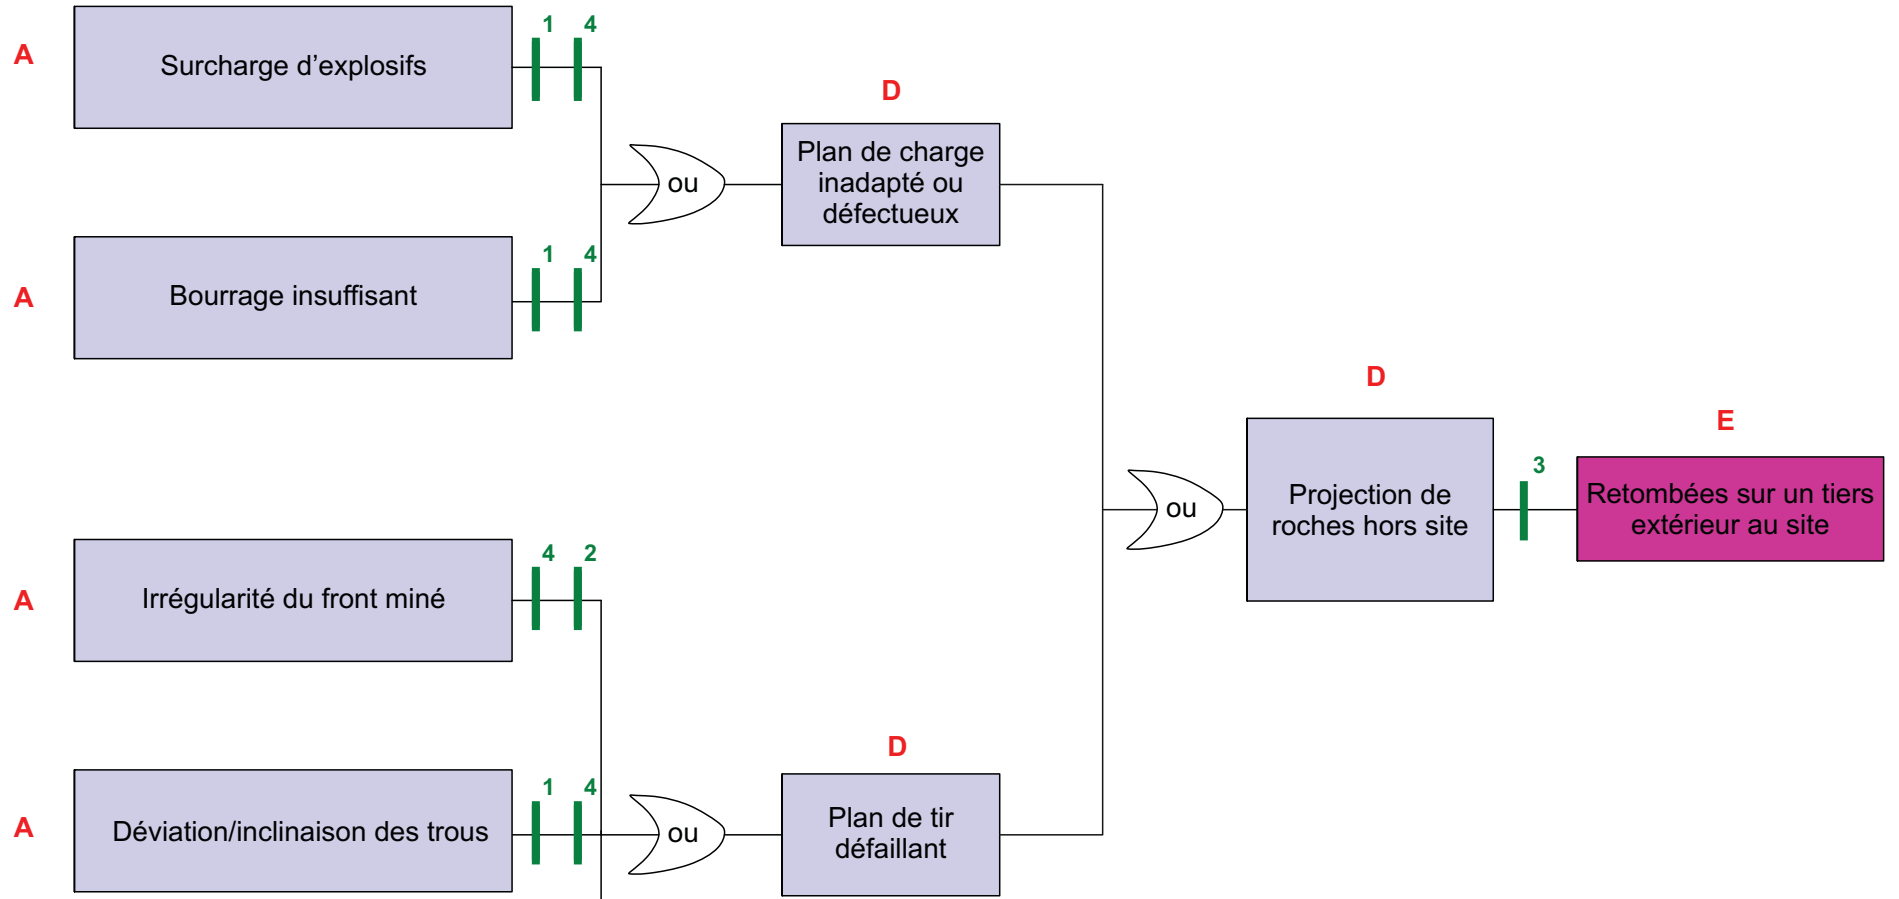 A
Surcharge d’explosifs
1 4
A
Bourrage insuffisant
1 4
ou
D
Plan de charge
inadapté ou
défectueux
A
Irrégularité du front miné
4 2
A
Déviation/inclinaison des trous
1 4
ou
D
Plan de tir
défaillant
ou
D
Projection de
roches hors site
3
E
Retombées sur un tiers
extérieur au site